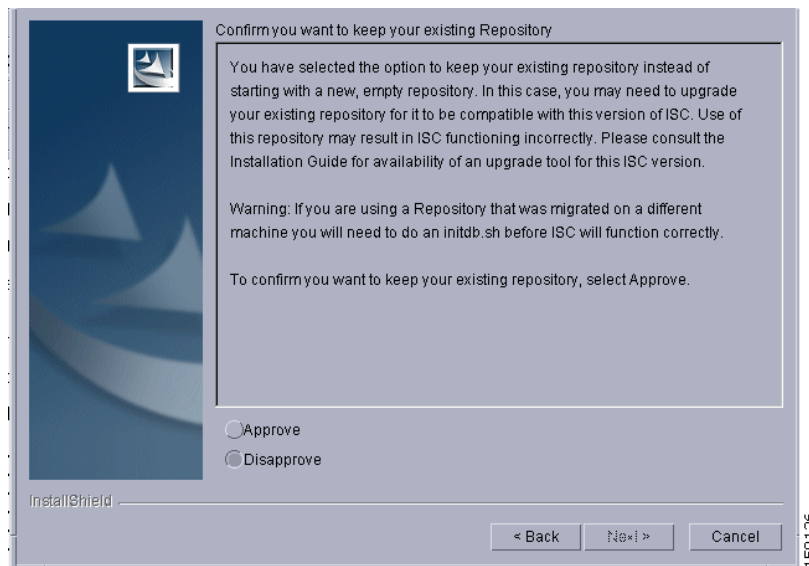 Confirm you want to keep your existing Repository
You have selected the option to keep your existing repository instead of
starting with a new, empty repository. In this case, you may need to upgrade
your existing repository for it to be compatible with this version of ISC. Use of
this repository may result in ISC functioning incorrectly. Please consult the
Installation Guide for availability of an upgrade tool for this ISC version.
Warning: If you are using a Repository that was migrated on a different
machine you will need to do an initdb.sh before ISC will function correctly.
To confirm you want to keep your existing repository, select Approve.
Approve
Disapprove
InstallShield
< Back
Next >
Cancel